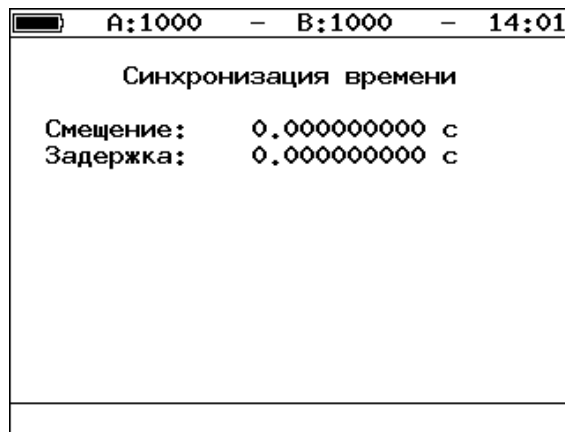 A:1000 – B:1000 – 14:01
Синхронизация времени
Смещение: 0.000000000 с
Задержка: 0.000000000 с